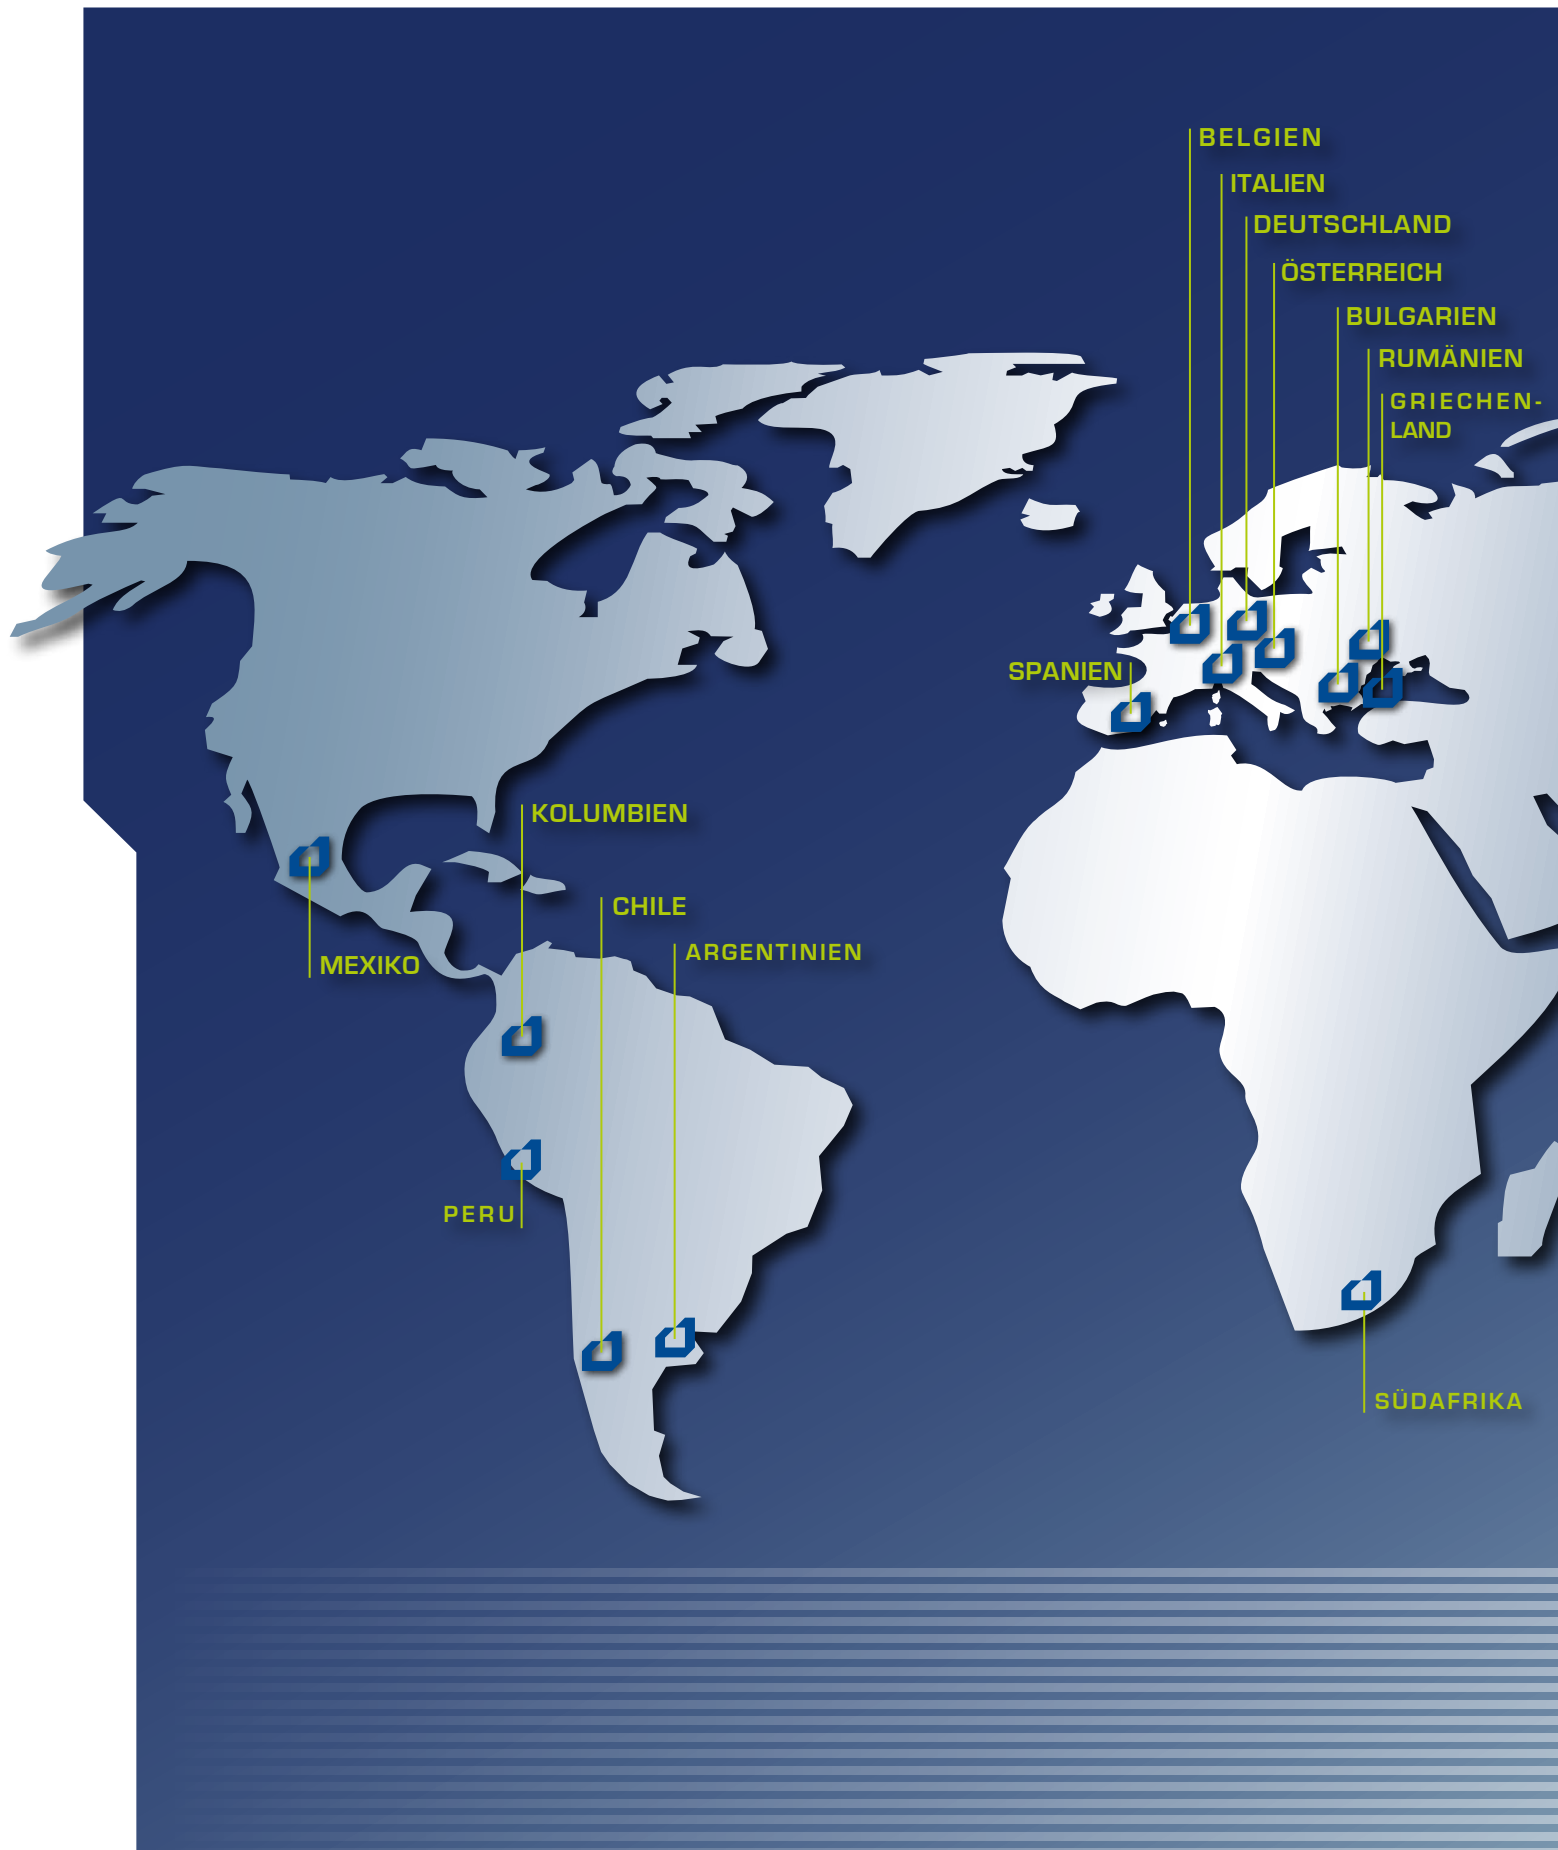 BELGIEN
ITALIEN
DEUTSCHLAND
ÖSTERREICH
BULGARIEN
RUMÄNIEN
GRIECHEN-
LAND
SPANIEN
KOLUMBIEN
CHILE
ARGENTINIEN
MEXIKO
PERU
SÜDAFRIKA